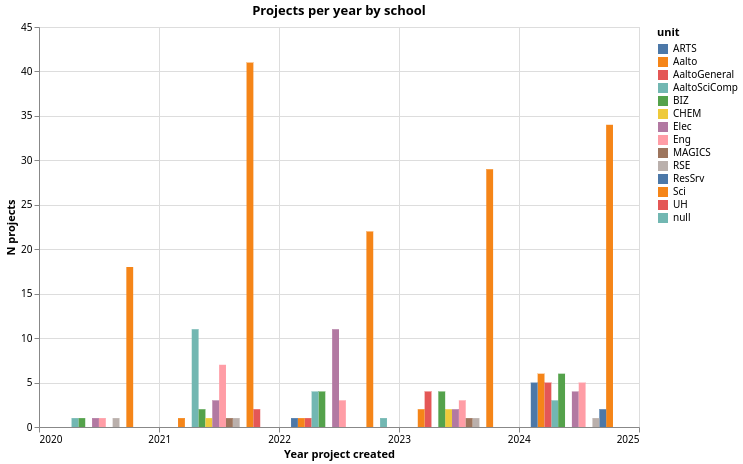 Projects per year by school
45
40
35
30
25
20
15
10
5
0
N projects
2020
2021
2022
2023
2024
2025
Year project created
unit
ARTS
Aalto
AaltoGeneral
AaltoSciComp
BIZ
CHEM
Elec
Eng
MAGICS
RSE
ResSrv
Sci
UH
null